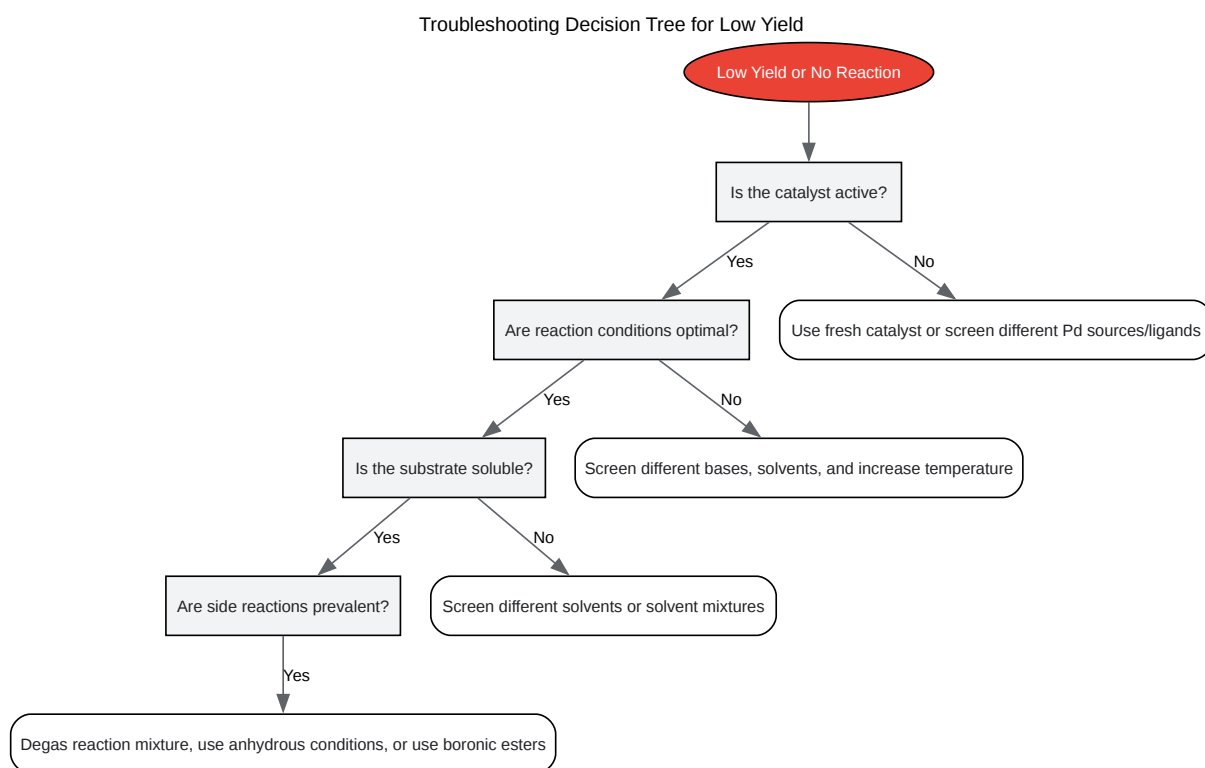 Troubleshooting Decision Tree for Low Yield
Low Yield or No Reaction
Is the catalyst active?
Yes
No
Are reaction conditions optimal?
Use fresh catalyst or screen different Pd sources/ligands
Yes
No
Is the substrate soluble?
Screen different bases, solvents, and increase temperature
Yes
No
Are side reactions prevalent?
Screen different solvents or solvent mixtures
Yes
Degas reaction mixture, use anhydrous conditions, or use boronic esters